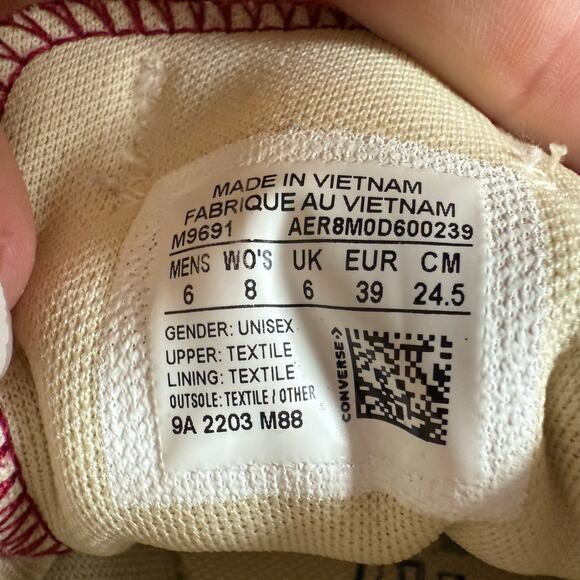 MADE IN VIETNAM
FABRIQUE AU VIETNAM
M9691 AER8M0D600239
MENS WO'S UK EUR CM
6 8 6 39 24.5
GENDER: UNISEX
UPPER: TEXTILE
LINING: TEXTILE
OUTSOLE: TEXTILE / OTHER
9A 2203 M88
CONVERSE